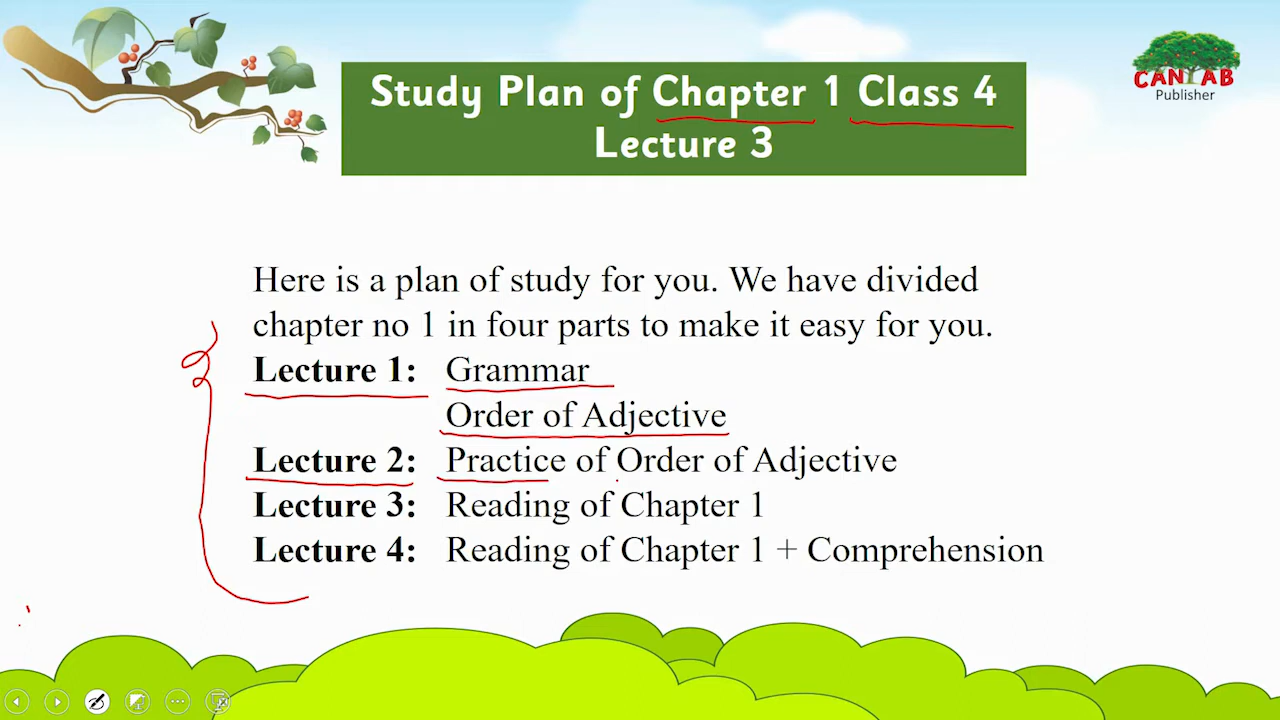 Study Plan of Chapter 1 Class 4
Lecture 3
CANTAB
Publisher
Here is a plan of study for you. We have divided
chapter no 1 in four parts to make it easy for you.
Lecture 1: Grammar
Order of Adjective
Lecture 2: Practice of Order of Adjective
Lecture 3: Reading of Chapter 1
Lecture 4: Reading of Chapter 1 + Comprehension